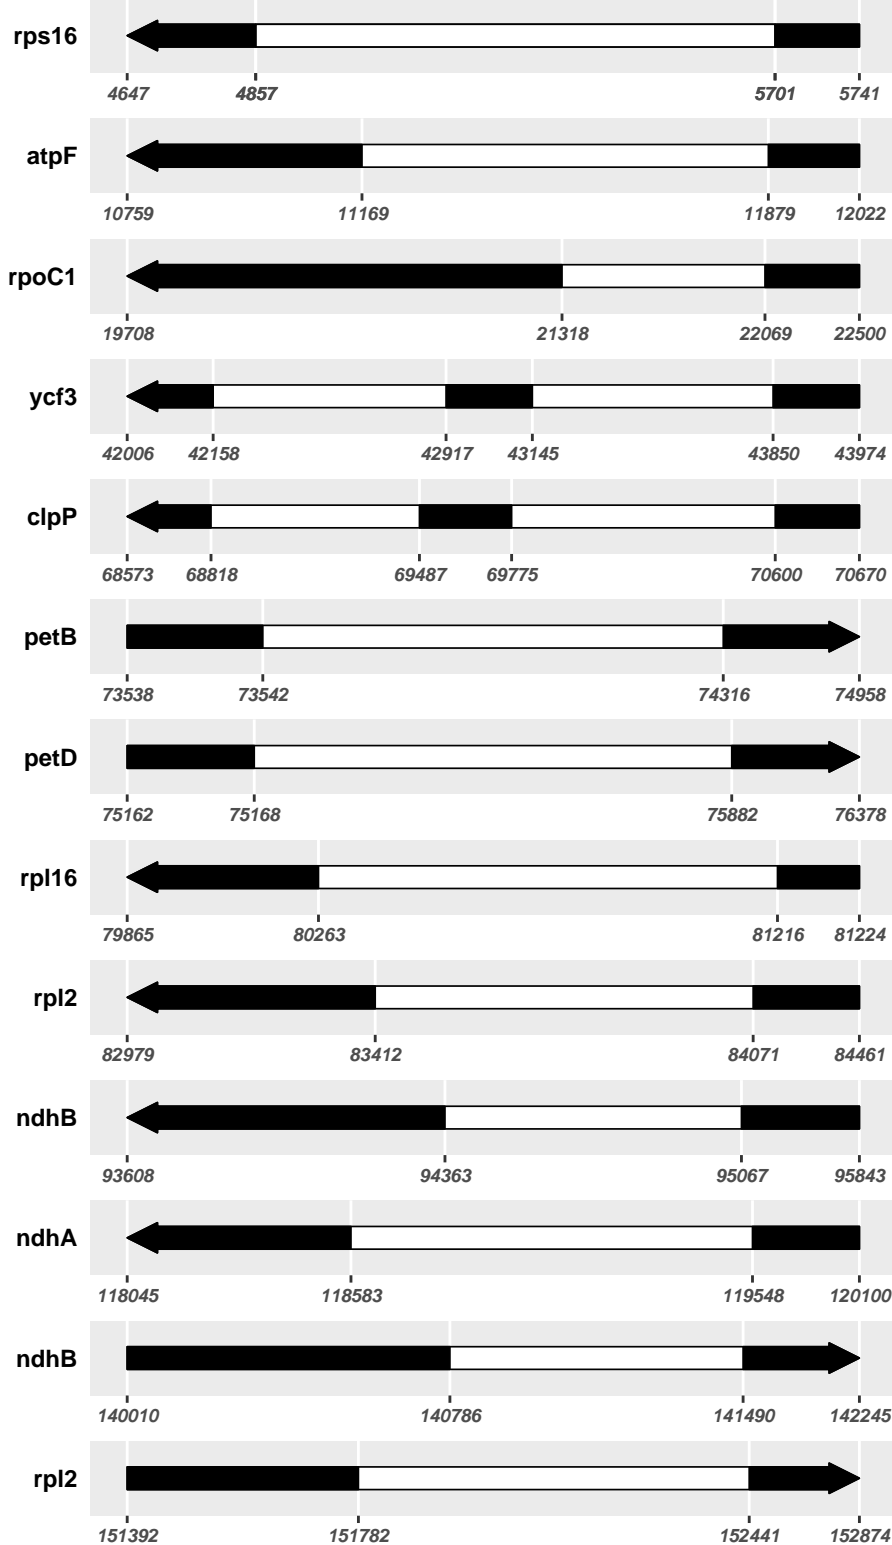 rps16
4647 4857 5701 5741
atpF
10759 11169 11879 12022
rpoC1
19708 21318 22069 22500
ycf3
42006 42158 42917 43145 43850 43974
clpP
68573 68818 69487 69775 70600 70670
petB
73538 73542 74316 74958
petD
75162 75168 75882 76378
rpl16
79865 80263 81216 81224
rpl2
82979 83412 84071 84461
ndhB
93608 94363 95067 95843
ndhA
118045 118583 119548 120100
ndhB
140010 140786 141490 142245
rpl2
151392 151782 152441 152874